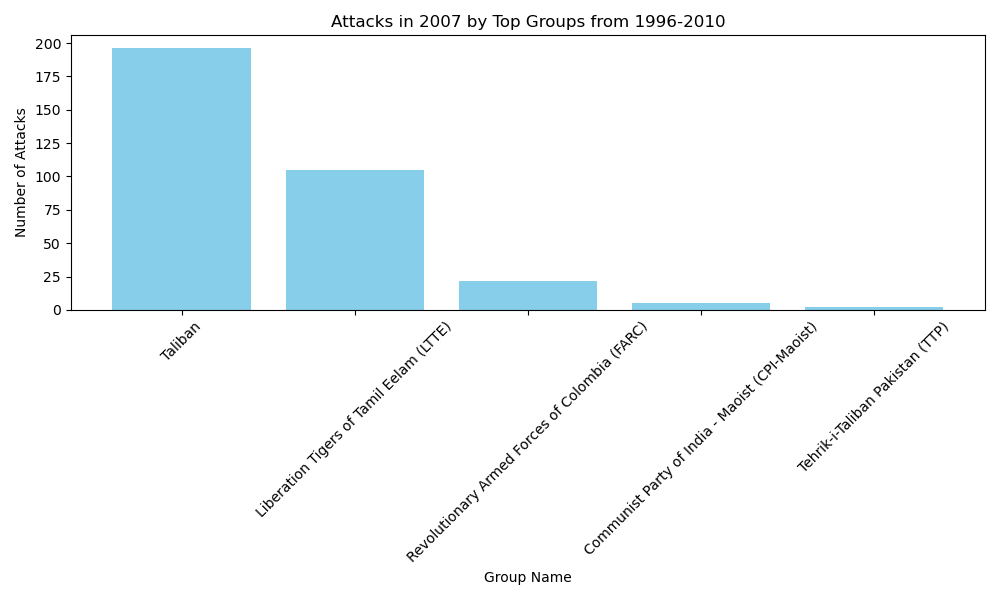 Attacks in 2007 by Top Groups from 1996-2010
Number of Attacks
200
175
150
125
100
75
50
25
0
Taliban
Liberation Tigers of Tamil Eelam (LTTE)
Revolutionary Armed Forces of Colombia (FARC)
Communist Party of India - Maoist (CPI-Maoist)
Tehrik-i-Taliban Pakistan (TTP)
Group Name